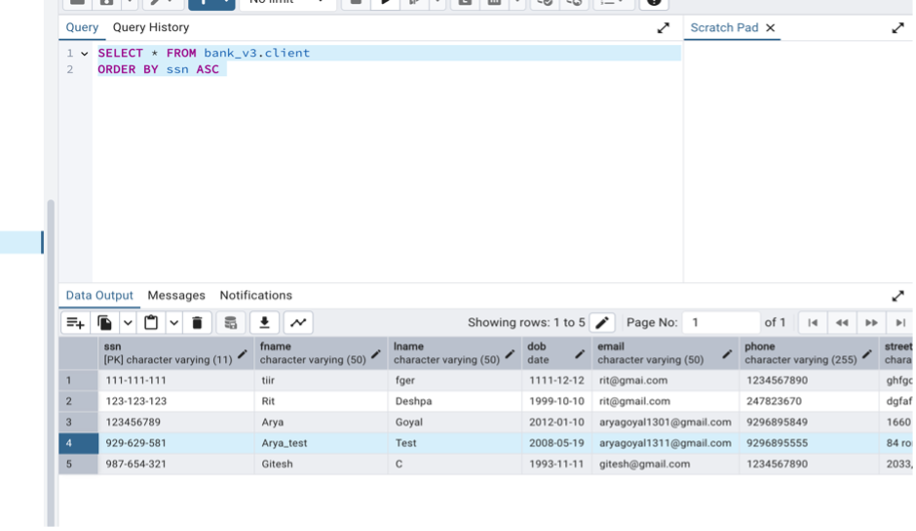 No limit
Query Query History Scratch Pad
1 SELECT * FROM bank_v3.client
2 ORDER BY ssn ASC
Data Output Messages Notifications
Showing rows: 1 to 5 Page No: 1 of 1
ssn fname lname dob email phone street
[PK] character varying (11) character varying (50) character varying (50) date character varying (50) character varying (255) chara
1 111-111-111 tiir fger 1111-12-12 rit@gmai.com 1234567890 ghfgc
2 123-123-123 Rit Deshpa 1999-10-10 rit@gmail.com 247823670 dgfaf
3 123456789 Arya Goyal 2012-01-10 aryagoyal1301@gmail.com 9296895849 1660
4 929-629-581 Arya_test Test 2008-05-19 aryagoyal1311@gmail.com 9296895555 84 ro
5 987-654-321 Gitesh C 1993-11-11 gitesh@gmail.com 1234567890 2033,